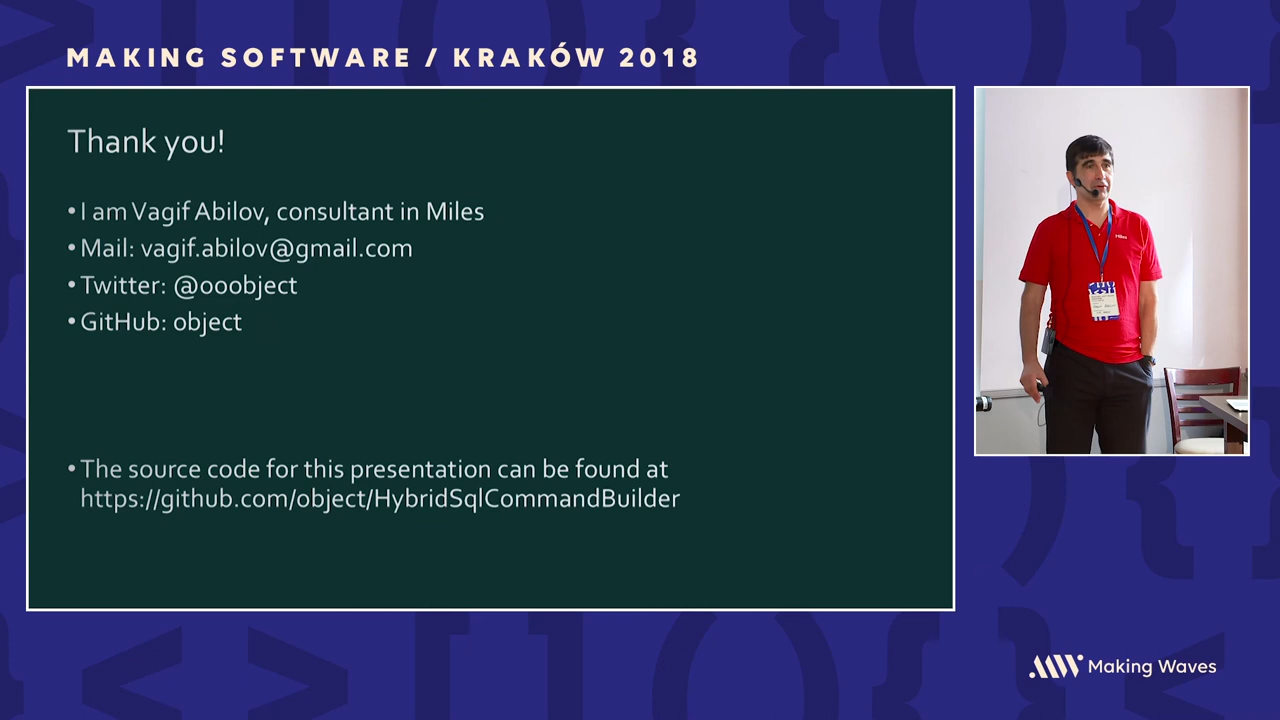 MAKING SOFTWARE / KRAKÓW 2018
Thank you!
• I am Vagif Abilov, consultant in Miles
• Mail: vagif.abilov@gmail.com
• Twitter: @ooobject
• GitHub: object
• The source code for this presentation can be found at
https://github.com/object/HybridSqlCommandBuilder
Miles
Making Waves